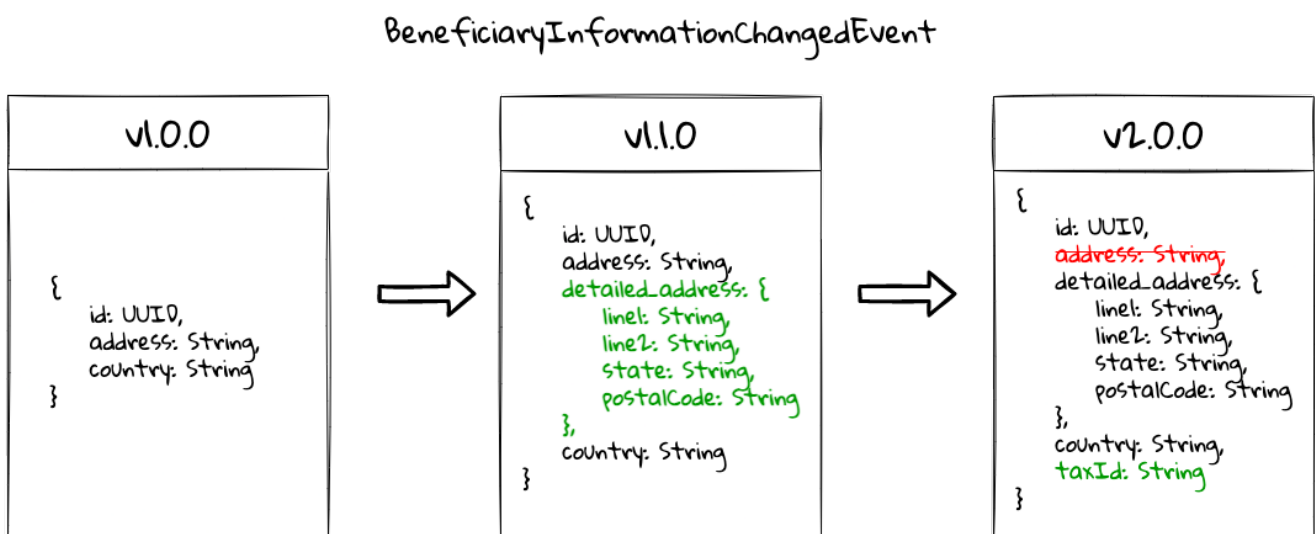 BeneficiaryInformationChangedEvent
v1.0.0
{
id: UUID,
address: String,
country: String
}
v1.1.0
{
id: UUID,
address: String,
detailed_address: {
line1: String,
line2: String,
state: String,
postalCode: String
},
country: String
}
v2.0.0
{
id: UUID,
address: String,
detailed_address: {
line1: String,
line2: String,
state: String,
postalCode: String
},
country: String,
taxId: String
}